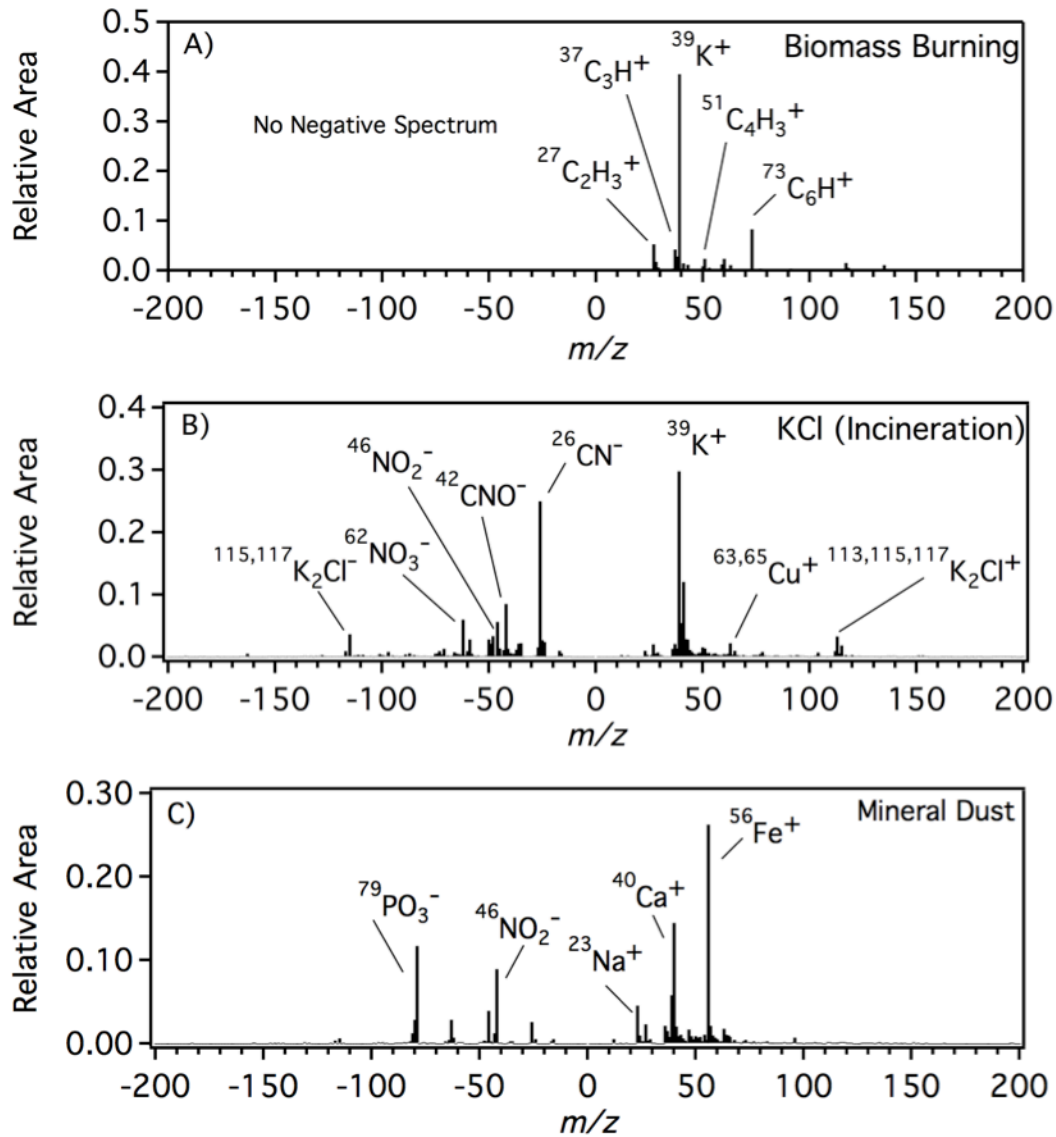 A)
Biomass Burning
No Negative Spectrum
³⁹K⁺
³⁷C₃H⁺
⁵¹C₄H₃⁺
²⁷C₂H₃⁺
⁷³C₆H⁺
Relative Area
0.5
0.4
0.3
0.2
0.1
0.0
-200 -150 -100 -50 0 50 100 150 200
m/z
B)
KCl (Incineration)
³⁹K⁺
²⁶CN⁻
⁴⁶NO₂⁻
⁴²CNO⁻
⁶²NO₃⁻
¹¹⁵,¹¹⁷K₂Cl⁻
⁶³,⁶⁵Cu⁺
¹¹³,¹¹⁵,¹¹⁷K₂Cl⁺
Relative Area
0.4
0.3
0.2
0.1
0.0
-200 -150 -100 -50 0 50 100 150 200
m/z
C)
Mineral Dust
⁵⁶Fe⁺
⁴⁰Ca⁺
⁷⁹PO₃⁻
⁴⁶NO₂⁻
²³Na⁺
Relative Area
0.30
0.20
0.10
0.00
-200 -150 -100 -50 0 50 100 150 200
m/z